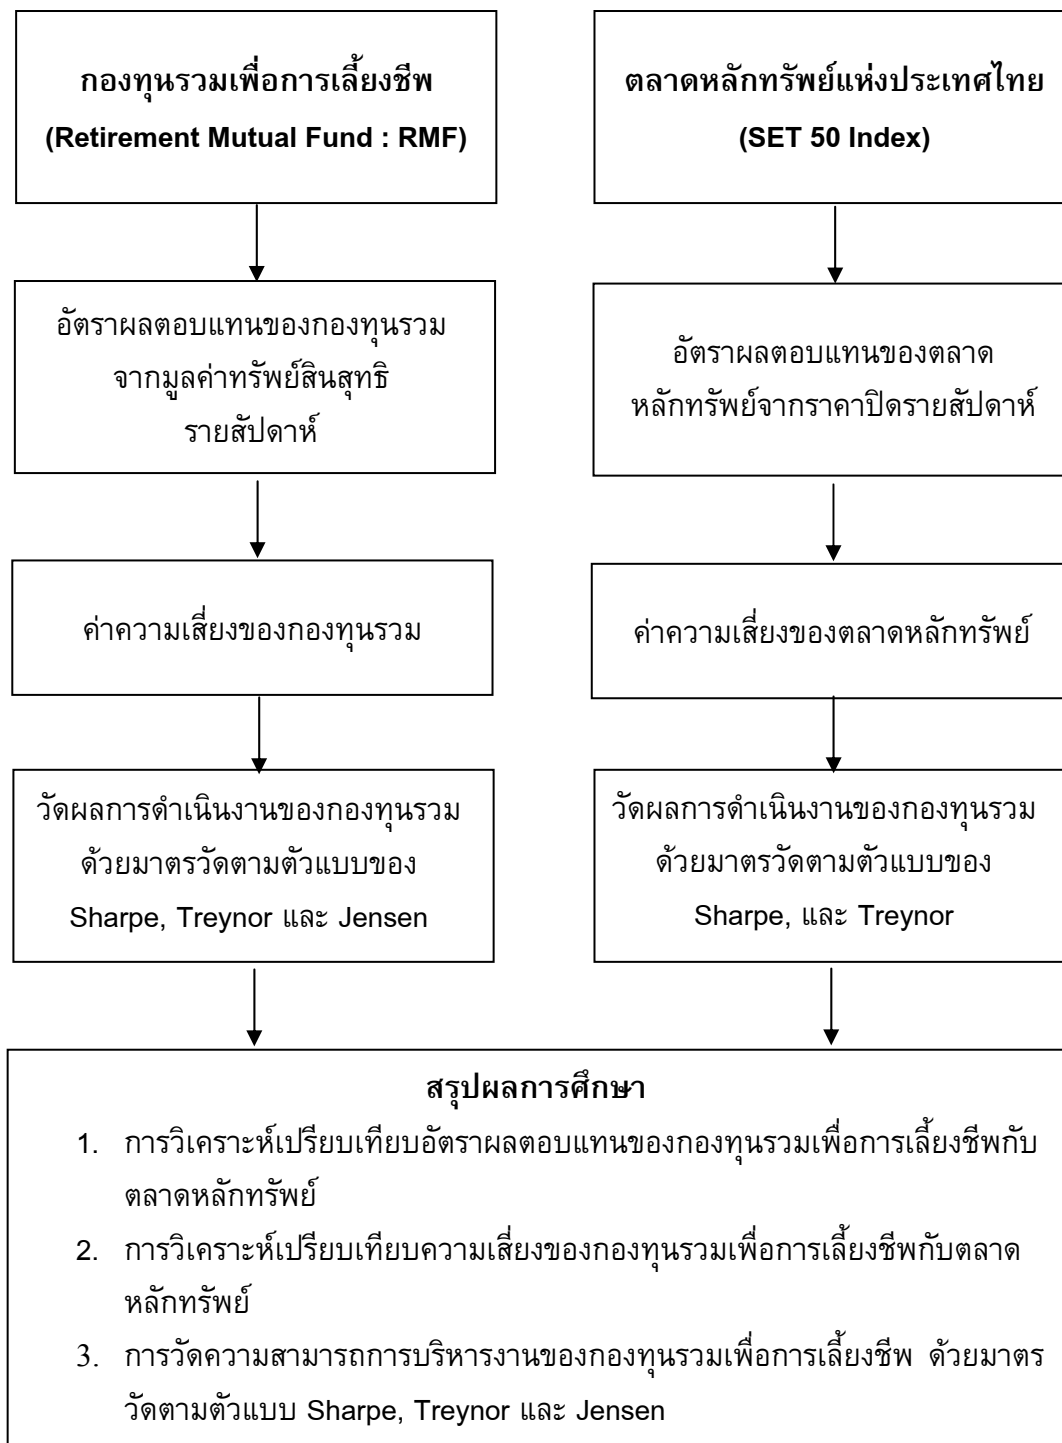 กองทุนรวมเพื่อการเลี้ยงชีพ
(Retirement Mutual Fund : RMF)
ตลาดหลักทรัพย์แห่งประเทศไทย
(SET 50 Index)
อัตราผลตอบแทนของกองทุนรวม
จากมูลค่าทรัพย์สินสุทธิ
รายสัปดาห์
อัตราผลตอบแทนของตลาด
หลักทรัพย์จากราคาปิดรายสัปดาห์
ค่าความเสี่ยงของกองทุนรวม
ค่าความเสี่ยงของตลาดหลักทรัพย์
วัดผลการดำเนินงานของกองทุนรวม
ด้วยมาตรวัดตามตัวแบบของ
Sharpe, Treynor และ Jensen
วัดผลการดำเนินงานของกองทุนรวม
ด้วยมาตรวัดตามตัวแบบของ
Sharpe, และ Treynor
สรุปผลการศึกษา
1. การวิเคราะห์เปรียบเทียบอัตราผลตอบแทนของกองทุนรวมเพื่อการเลี้ยงชีพกับ
ตลาดหลักทรัพย์
2. การวิเคราะห์เปรียบเทียบความเสี่ยงของกองทุนรวมเพื่อการเลี้ยงชีพกับตลาด
หลักทรัพย์
3. การวัดความสามารถการบริหารงานของกองทุนรวมเพื่อการเลี้ยงชีพ ด้วยมาตร
วัดตามตัวแบบ Sharpe, Treynor และ Jensen